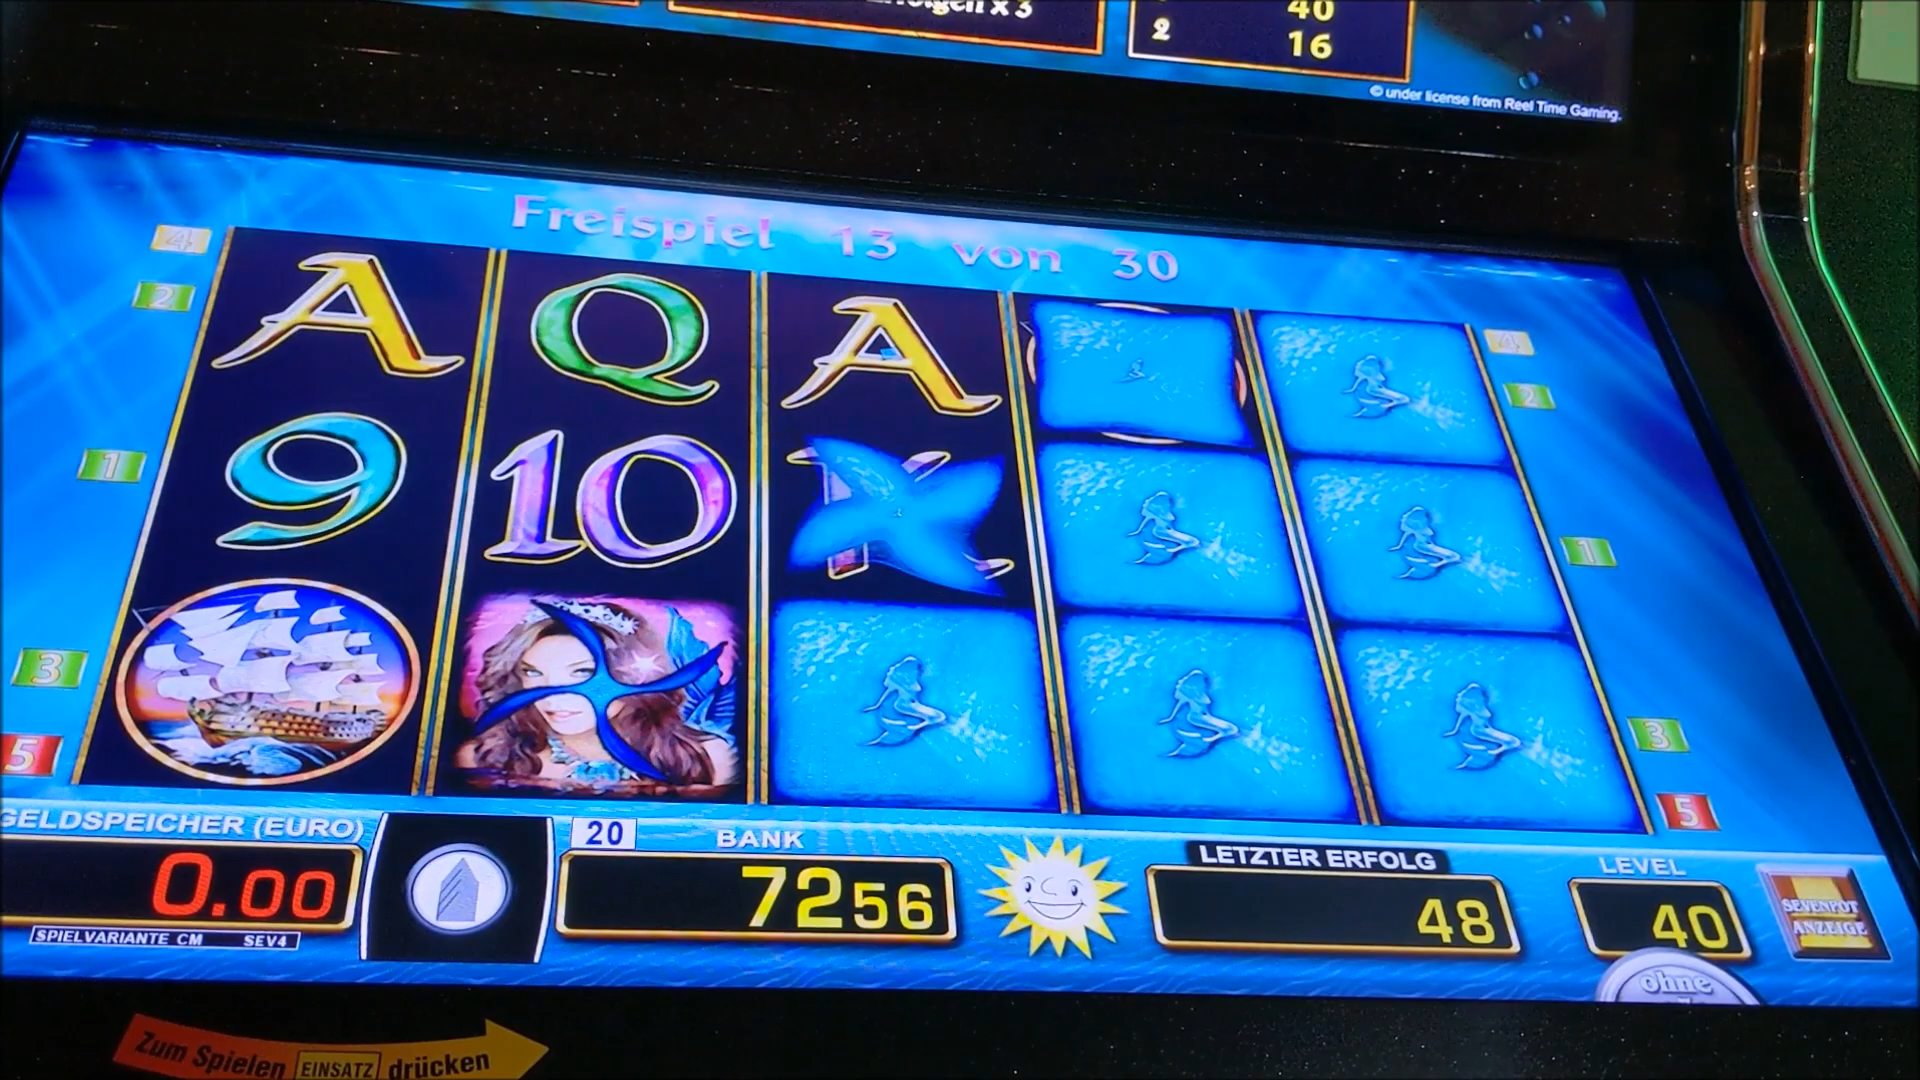 x 3
40
2 16
© under license from Reel Time Gaming.
Freispiel 13 von 30
4
2
1
3
5
A Q A
9 10
4
2
1
3
5
GELDSPEICHER (EURO)
0.00
SPIELVARIANTE CM SEV4
20 BANK
7256
LETZTER ERFOLG
48
LEVEL
40
SEVENPOT
ANZEIGE
ohne
Zum Spielen EINSATZ drücken